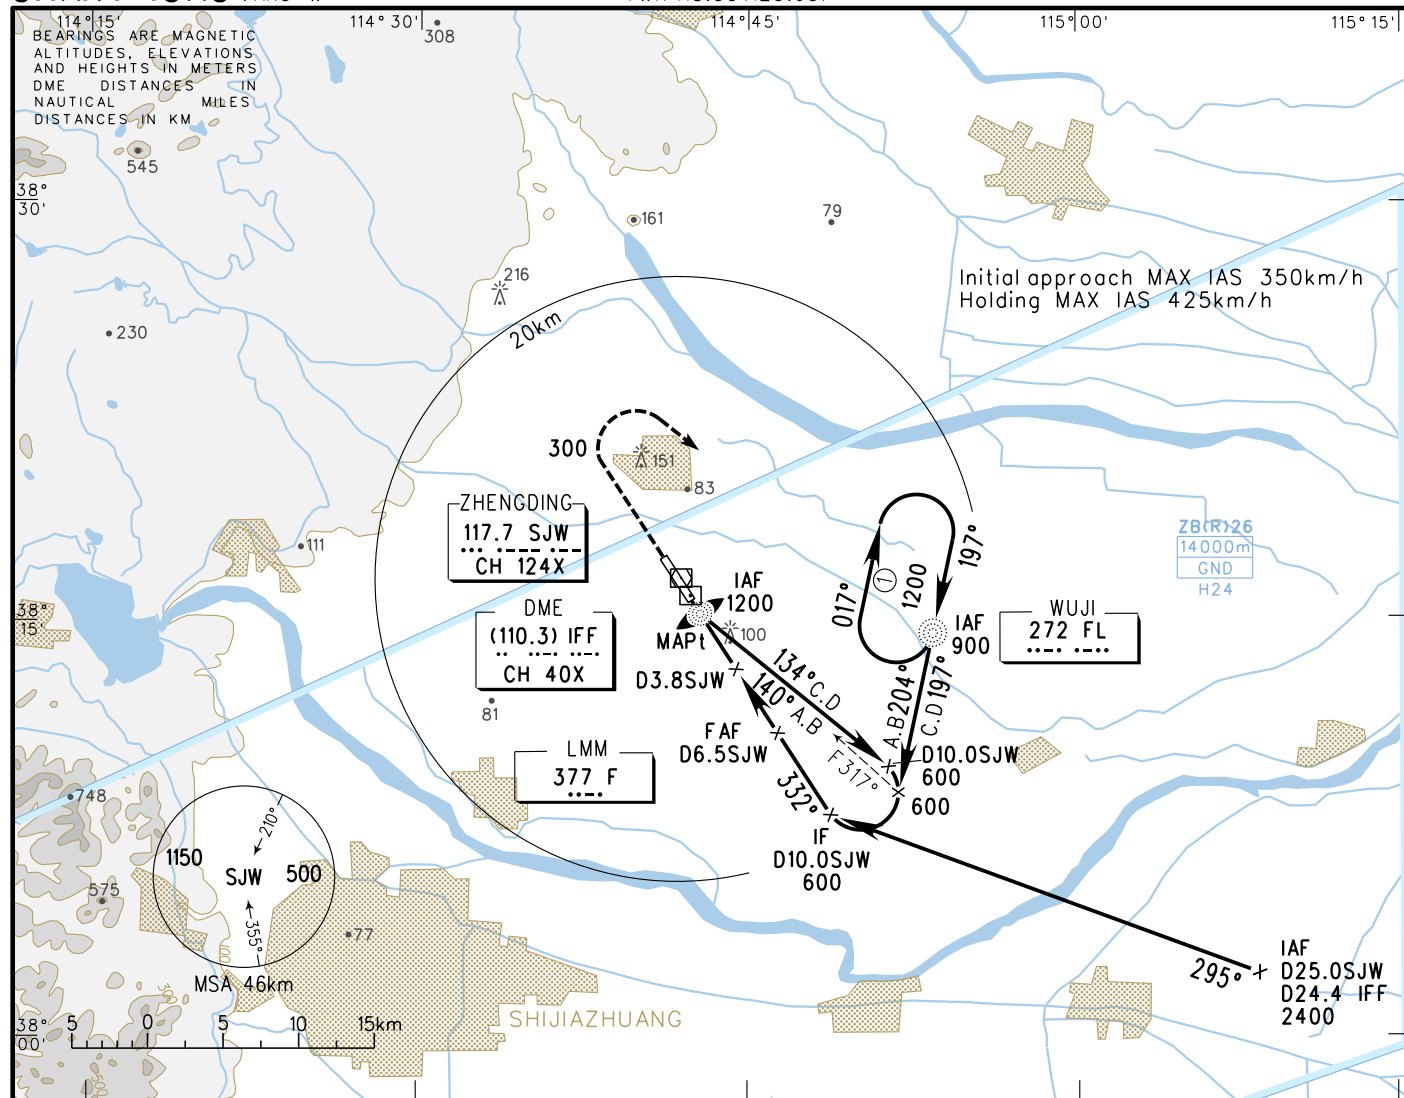 114°15'
114°30'
114°45'
115°00'
115°15'
BEARINGS ARE MAGNETIC
ALTITUDES, ELEVATIONS
AND HEIGHTS IN METERS
DME DISTANCES IN
NAUTICAL MILES
DISTANCES IN KM
308
545
38°
30'
161
79
216
230
Initial approach MAX IAS 350km/h
Holding MAX IAS 425km/h
20km
300
151
83
ZHENGDING
117.7 SJW
CH 124X
111
197°
017°
1
1200
ZB(R)26
14000m
GND
H24
IAF
1200
DME
(110.3) IFF
CH 40X
MAPt
100
IAF
900
WUJI
272 FL
38°
15'
D3.8SJW
134°C.D
140°A.B
A.B204°
C.D197°
81
FAF
D6.5SJW
F317°
D10.0SJW
600
600
LMM
377 F
332°
IF
D10.0SJW
600
748
210°
1150
SJW
500
575
355°
77
MSA 46km
295°
IAF
D25.0SJW
D24.4 IFF
2400
SHIJIAZHUANG
38°
00'
5
0
5
10
15km
300
500